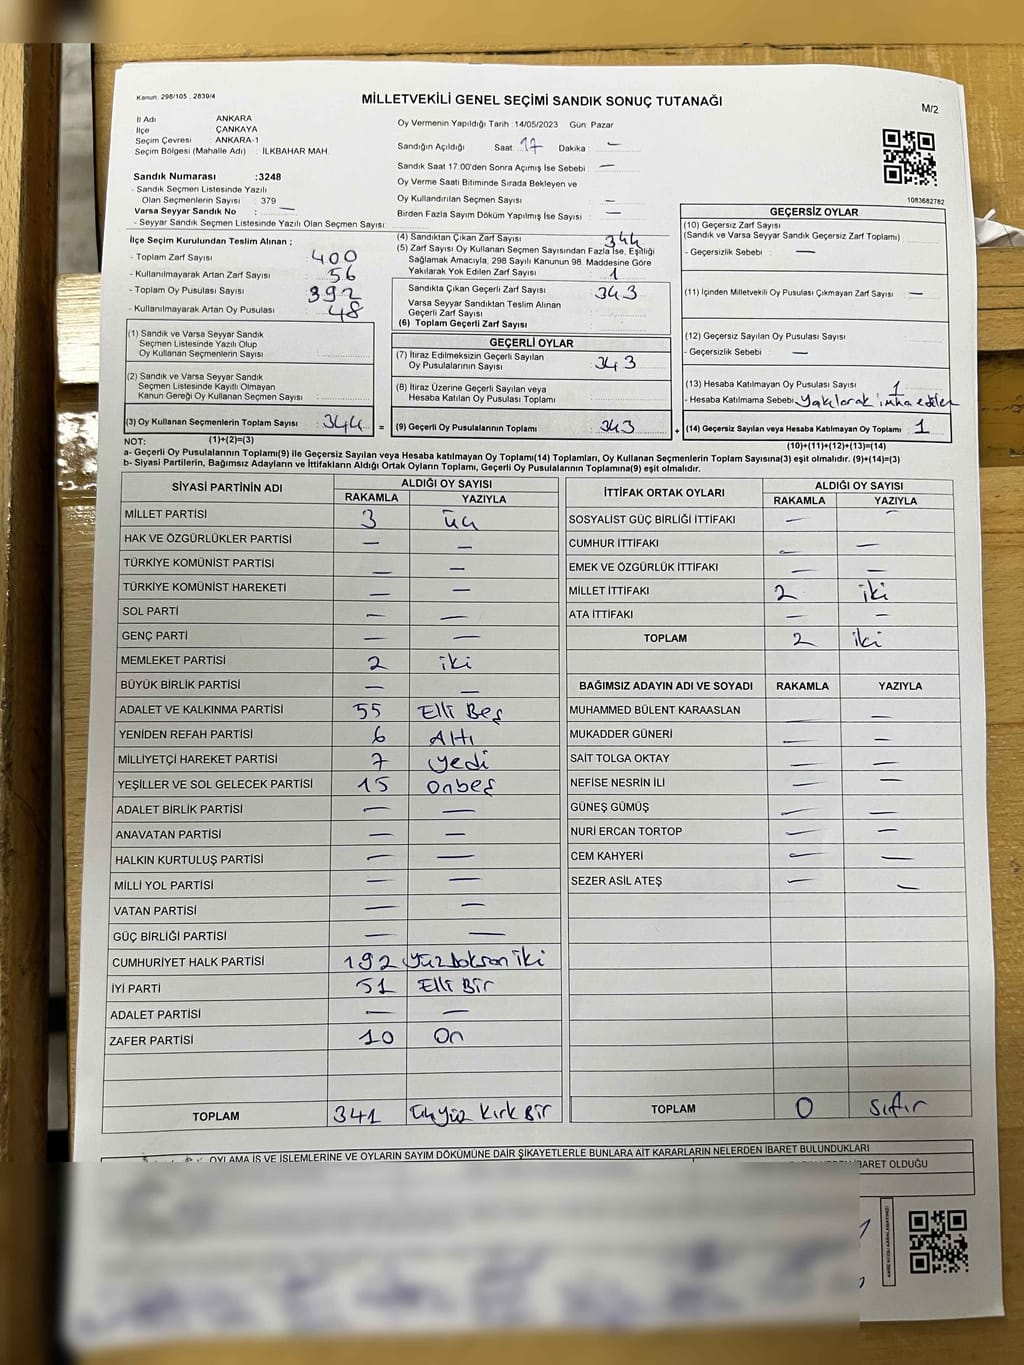 Kanun. 298/105 , 2839/4
MİLLETVEKİLİ GENEL SEÇİMİ SANDIK SONUÇ TUTANAĞI
M/2
İl Adı ANKARA
İlçe ÇANKAYA
Seçim Çevresi ANKARA-1
Seçim Bölgesi (Mahalle Adı) : İLKBAHAR MAH.
Sandık Numarası :3248
- Sandık Seçmen Listesinde Yazılı
Olan Seçmenlerin Sayısı : 379
Varsa Seyyar Sandık No : —
- Seyyar Sandık Seçmen Listesinde Yazılı Olan Seçmen Sayısı:
Oy Vermenin Yapıldığı Tarih :14/05/2023 Gün: Pazar
Sandığın Açıldığı Saat: 17 Dakika : —
Sandık Saat 17:00'den Sonra Açımış İse Sebebi : —
Oy Verme Saati Bitiminde Sırada Bekleyen ve
Oy Kullandırılan Seçmen Sayısı : —
Birden Fazla Sayım Döküm Yapılmış İse Sayısı : —
1083682782
İlçe Seçim Kurulundan Teslim Alınan ;
- Toplam Zarf Sayısı : 400
- Kullanılmayarak Artan Zarf Sayısı : 56
- Toplam Oy Pusulası Sayısı : 392
- Kullanılmayarak Artan Oy Pusulası : 48
(4) Sandıktan Çıkan Zarf Sayısı 344
(5) Zarf Sayısı Oy Kullanan Seçmen Sayısından Fazla İse, Eşitliği
Sağlamak Amacıyla, 298 Sayılı Kanunun 98. Maddesine Göre
Yakılarak Yok Edilen Zarf Sayısı 1
Sandıkta Çıkan Geçerli Zarf Sayısı : 343
Varsa Seyyar Sandıktan Teslim Alınan
Geçerli Zarf Sayısı :
(6) Toplam Geçerli Zarf Sayısı :
GEÇERSİZ OYLAR
(10) Geçersiz Zarf Sayısı
(Sandık ve Varsa Seyyar Sandık Geçersiz Zarf Toplamı) :
- Geçersizlik Sebebi : —
(11) İçinden Milletvekili Oy Pusulası Çıkmayan Zarf Sayısı : —
(12) Geçersiz Sayılan Oy Pusulası Sayısı :
- Geçersizlik Sebebi : —
(13) Hesaba Katılmayan Oy Pusulası Sayısı : 1
- Hesaba Katılmama Sebebi: Yakılarak imha edilen
(1) Sandık ve Varsa Seyyar Sandık
Seçmen Listesinde Yazılı Olup
Oy Kullanan Seçmenlerin Sayısı :
(2) Sandık ve Varsa Seyyar Sandık
Seçmen Listesinde Kayıtlı Olmayan
Kanun Gereği Oy Kullanan Seçmen Sayısı :
GEÇERLİ OYLAR
(7) İtiraz Edilmeksizin Geçerli Sayılan
Oy Pusulalarının Sayısı : 343
(8) İtiraz Üzerine Geçerli Sayılan veya
Hesaba Katılan Oy Pusulası Toplamı :
(3) Oy Kullanan Seçmenlerin Toplam Sayısı : 344 = (9) Geçerli Oy Pusulalarının Toplamı : 343 + (14) Geçersiz Sayılan veya Hesaba Katılmayan Oy Toplamı : 1
NOT: (1)+(2)=(3) (10)+(11)+(12)+(13)=(14)
a- Geçerli Oy Pusulalarının Toplamı(9) ile Geçersiz Sayılan veya Hesaba katılmayan Oy Toplamı(14) Toplamları, Oy Kullanan Seçmenlerin Toplam Sayısına(3) eşit olmalıdır. (9)+(14)=(3)
b- Siyasi Partilerin, Bağımsız Adayların ve İttifakların Aldığı Ortak Oyların Toplamı, Geçerli Oy Pusulalarının Toplamına(9) eşit olmalıdır.
SİYASİ PARTİNİN ADI ALDIĞI OY SAYISI
RAKAMLA YAZIYLA
MİLLET PARTİSİ 3 üç
HAK VE ÖZGÜRLÜKLER PARTİSİ — —
TÜRKİYE KOMÜNİST PARTİSİ — —
TÜRKİYE KOMÜNİST HAREKETİ — —
SOL PARTİ — —
GENÇ PARTİ — —
MEMLEKET PARTİSİ 2 iki
BÜYÜK BİRLİK PARTİSİ — —
ADALET VE KALKINMA PARTİSİ 55 Elli Beş
YENİDEN REFAH PARTİSİ 6 Altı
MİLLİYETÇİ HAREKET PARTİSİ 7 yedi
YEŞİLLER VE SOL GELECEK PARTİSİ 15 onbeş
ADALET BİRLİK PARTİSİ — —
ANAVATAN PARTİSİ — —
HALKIN KURTULUŞ PARTİSİ — —
MİLLİ YOL PARTİSİ — —
VATAN PARTİSİ — —
GÜÇ BİRLİĞİ PARTİSİ — —
CUMHURİYET HALK PARTİSİ 192 yüz Doksan iki
İYİ PARTİ 51 Elli Bir
ADALET PARTİSİ — —
ZAFER PARTİSİ 10 On
TOPLAM 341 üçyüz Kırk Bir
İTTİFAK ORTAK OYLARI ALDIĞI OY SAYISI
RAKAMLA YAZIYLA
SOSYALİST GÜÇ BİRLİĞİ İTTİFAKI — —
CUMHUR İTTİFAKI — —
EMEK VE ÖZGÜRLÜK İTTİFAKI — —
MİLLET İTTİFAKI 2 iki
ATA İTTİFAKI — —
TOPLAM 2 iki
BAĞIMSIZ ADAYIN ADI VE SOYADI RAKAMLA YAZIYLA
MUHAMMED BÜLENT KARAASLAN — —
MUKADDER GÜNERİ — —
SAİT TOLGA OKTAY — —
NEFİSE NESRİN İLİ — —
GÜNEŞ GÜMÜŞ — —
NURİ ERCAN TORTOP — —
CEM KAHYERİ — —
SEZER ASİL ATEŞ — —
TOPLAM 0 sıfır
OYLAMA İŞ VE İŞLEMLERİNE VE OYLARIN SAYIM DÖKÜMÜNE DAİR ŞİKAYETLERLE BUNLARA AİT KARARLARIN NELERDEN İBARET BULUNDUKLARI
İBARET OLDUĞU